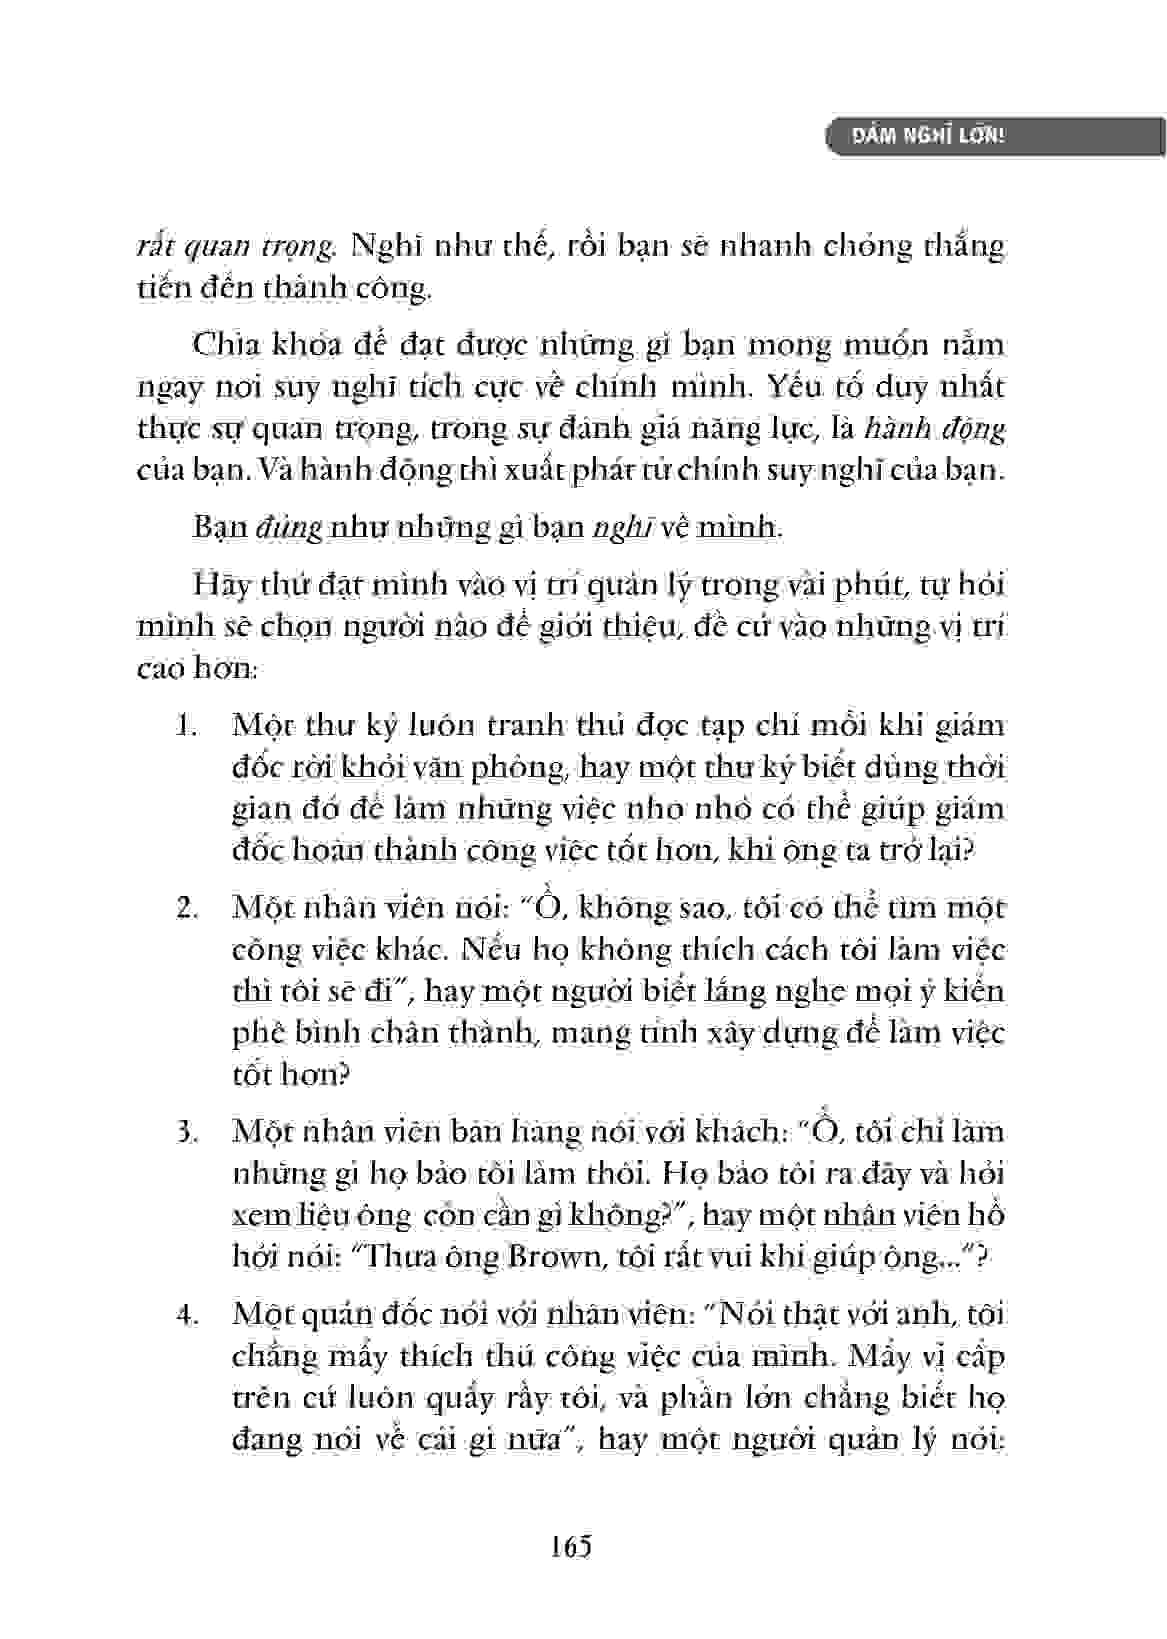 DÁM NGHĨ LỚN!
rất quan trọng. Nghĩ như thế, rồi bạn sẽ nhanh chóng thẳng
tiến đến thành công.
Chìa khóa để đạt được những gì bạn mong muốn nằm
ngay nơi suy nghĩ tích cực về chính mình. Yếu tố duy nhất
thực sự quan trọng, trong sự đánh giá năng lực, là hành động
của bạn. Và hành động thì xuất phát từ chính suy nghĩ của bạn.
Bạn đúng như những gì bạn nghĩ về mình.
Hãy thử đặt mình vào vị trí quản lý trong vài phút, tự hỏi
mình sẽ chọn người nào để giới thiệu, đề cử vào những vị trí
cao hơn:
1. Một thư ký luôn tranh thủ đọc tạp chí mỗi khi giám
đốc rời khỏi văn phòng, hay một thư ký biết dùng thời
gian đó để làm những việc nho nhỏ có thể giúp giám
đốc hoàn thành công việc tốt hơn, khi ông ta trở lại?
2. Một nhân viên nói: “Ồ, không sao, tôi có thể tìm một
công việc khác. Nếu họ không thích cách tôi làm việc
thì tôi sẽ đi”, hay một người biết lắng nghe mọi ý kiến
phê bình chân thành, mang tính xây dựng để làm việc
tốt hơn?
3. Một nhân viên bán hàng nói với khách: “Ồ, tôi chỉ làm
những gì họ bảo tôi làm thôi. Họ bảo tôi ra đây và hỏi
xem liệu ông còn cần gì không?”, hay một nhân viên hồ
hởi nói: “Thưa ông Brown, tôi rất vui khi giúp ông...”?
4. Một quản đốc nói với nhân viên: “Nói thật với anh, tôi
chẳng mấy thích thú công việc của mình. Mấy vị cấp
trên cứ luôn quấy rầy tôi, và phần lớn chẳng biết họ
đang nói về cái gì nữa”, hay một người quản lý nói:
165